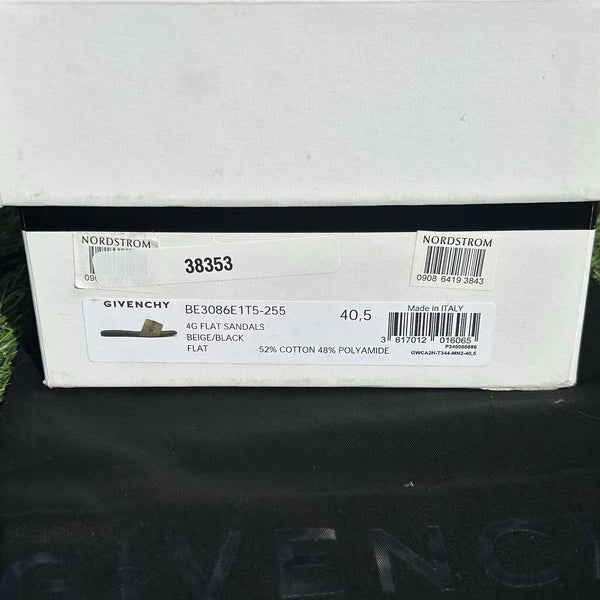 NORDSTROM
38353
NORDSTROM
0908 6419 3843
GIVENCHY
BE3086E1T5-255
40,5
4G FLAT SANDALS
BEIGE/BLACK
FLAT
52% COTTON 48% POLYAMIDE
Made in ITALY
3 617012 016065
P240000886
GWCA2H-T344-MN2-40,5
GIVENCHY